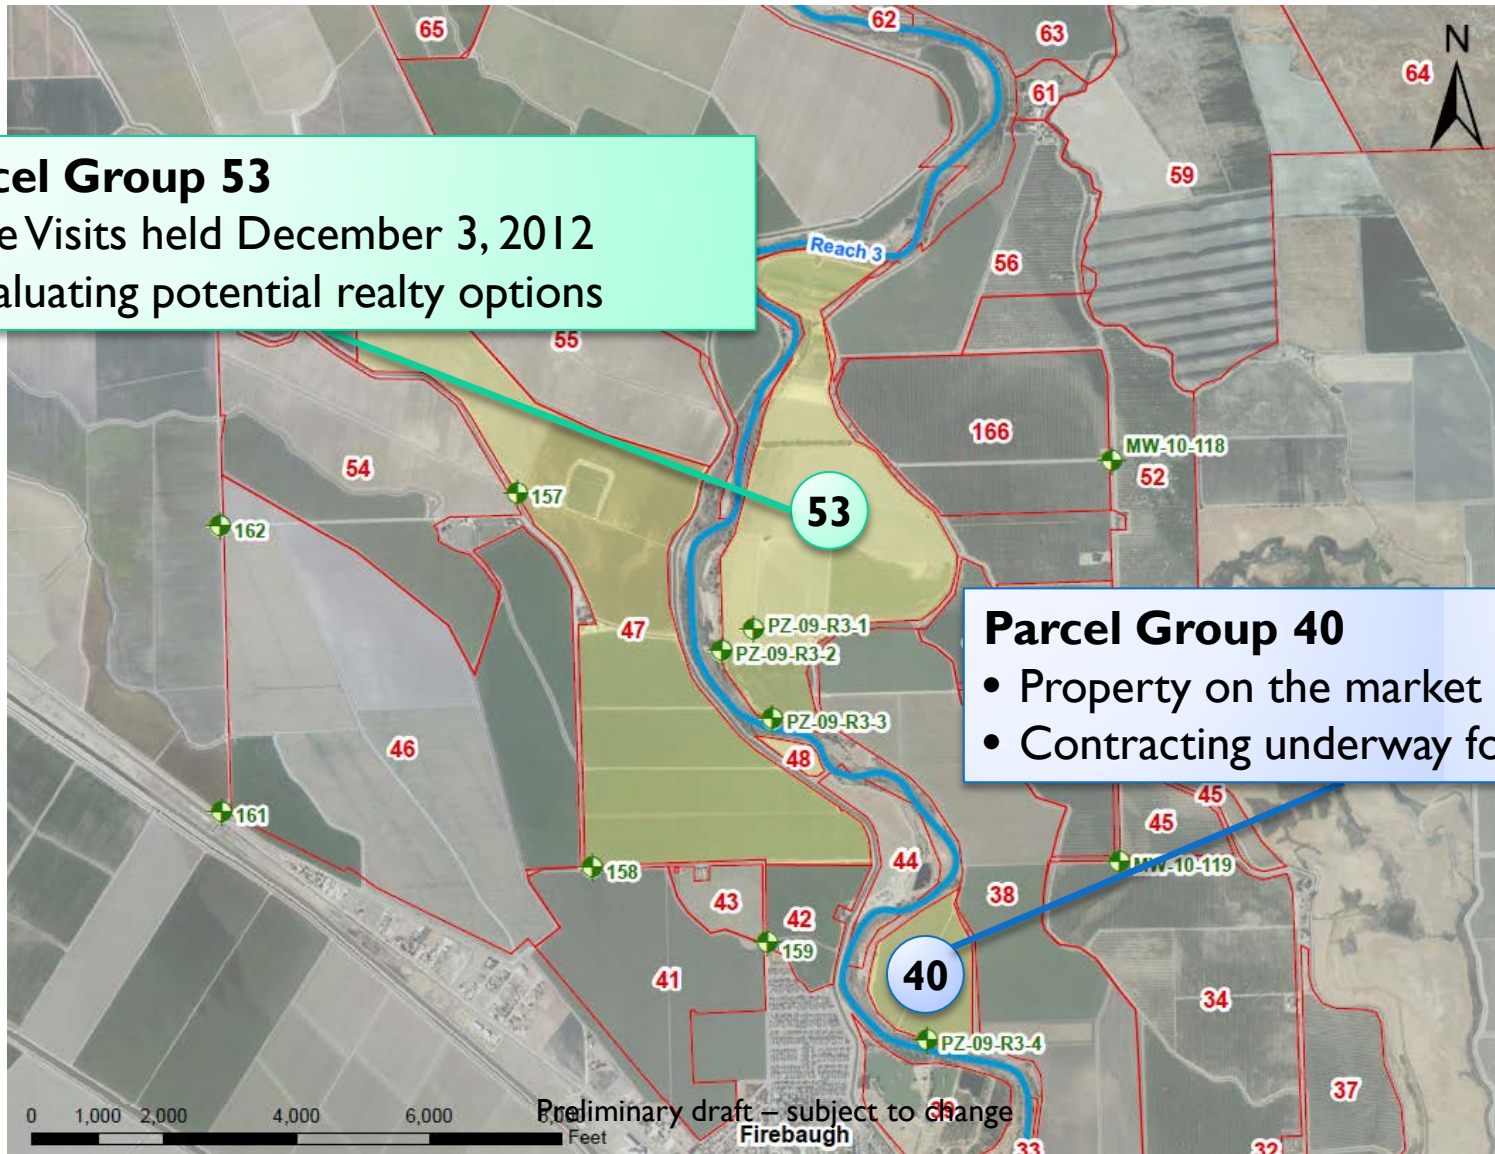 62
65
63
N
64
61
cel Group 53
59
e Visits held December 3, 2012
Reach 3
56
aluating potential realty options
55
166
MW-10-118
54
52
157
53
162
Parcel Group 40
47
PZ-09-R3-1
PZ-09-R3-2
• Property on the market
PZ-09-R3-3
46
48
• Contracting underway fo
45
161
45
44
MW-10-119
158
43
38
42
159
41
40
34
PZ-09-R3-4
37
0 1,000 2,000 4,000 6,000
Preliminary draft – subject to change
Feet
Firebaugh
33
32